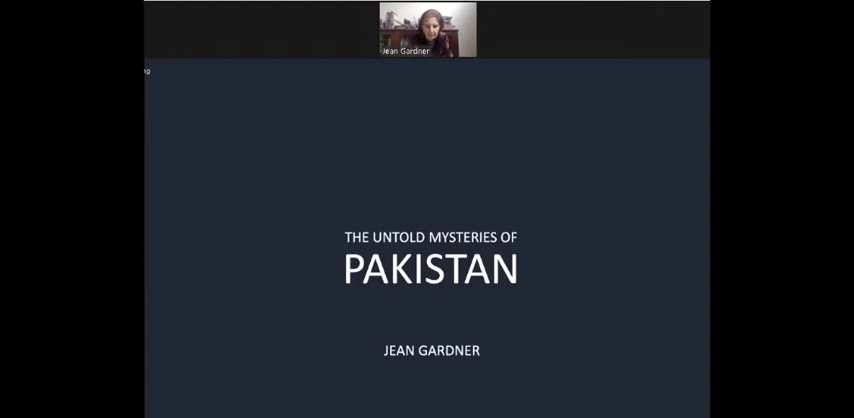 Jean Gardner
THE UNTOLD MYSTERIES OF
PAKISTAN
JEAN GARDNER